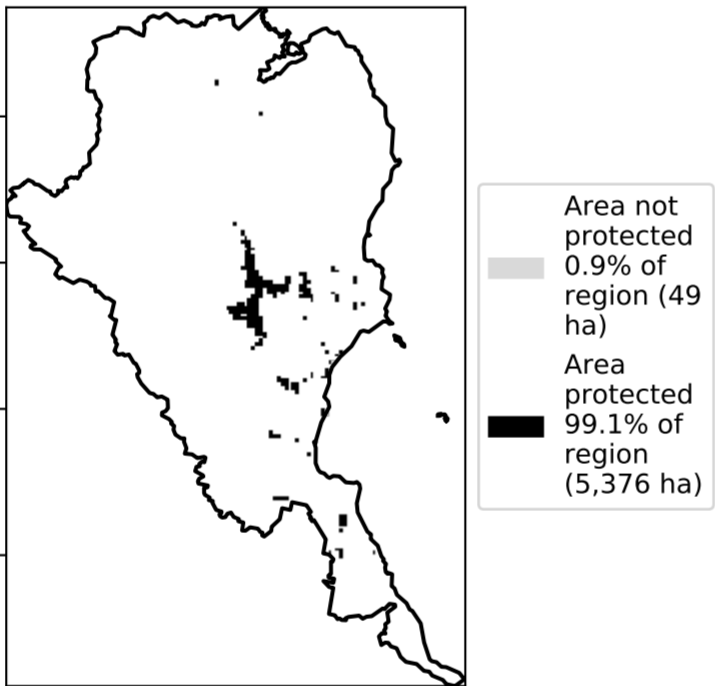 Area not
protected
0.9% of
region (49
ha)
Area
protected
99.1% of
region
(5,376 ha)